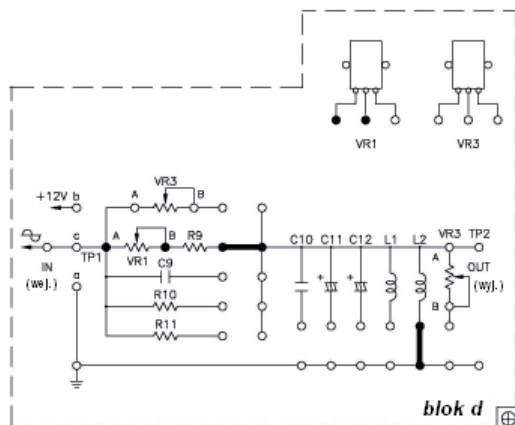 VR1
VR3
VR3
A
B
+12V b
c
IN
(wej.)
a
TP1
A
B
VR1
R9
C9
R10
R11
C10
C11
C12
L1
L2
VR3
TP2
A
B
OUT
(wyj.)
+
+
blok d